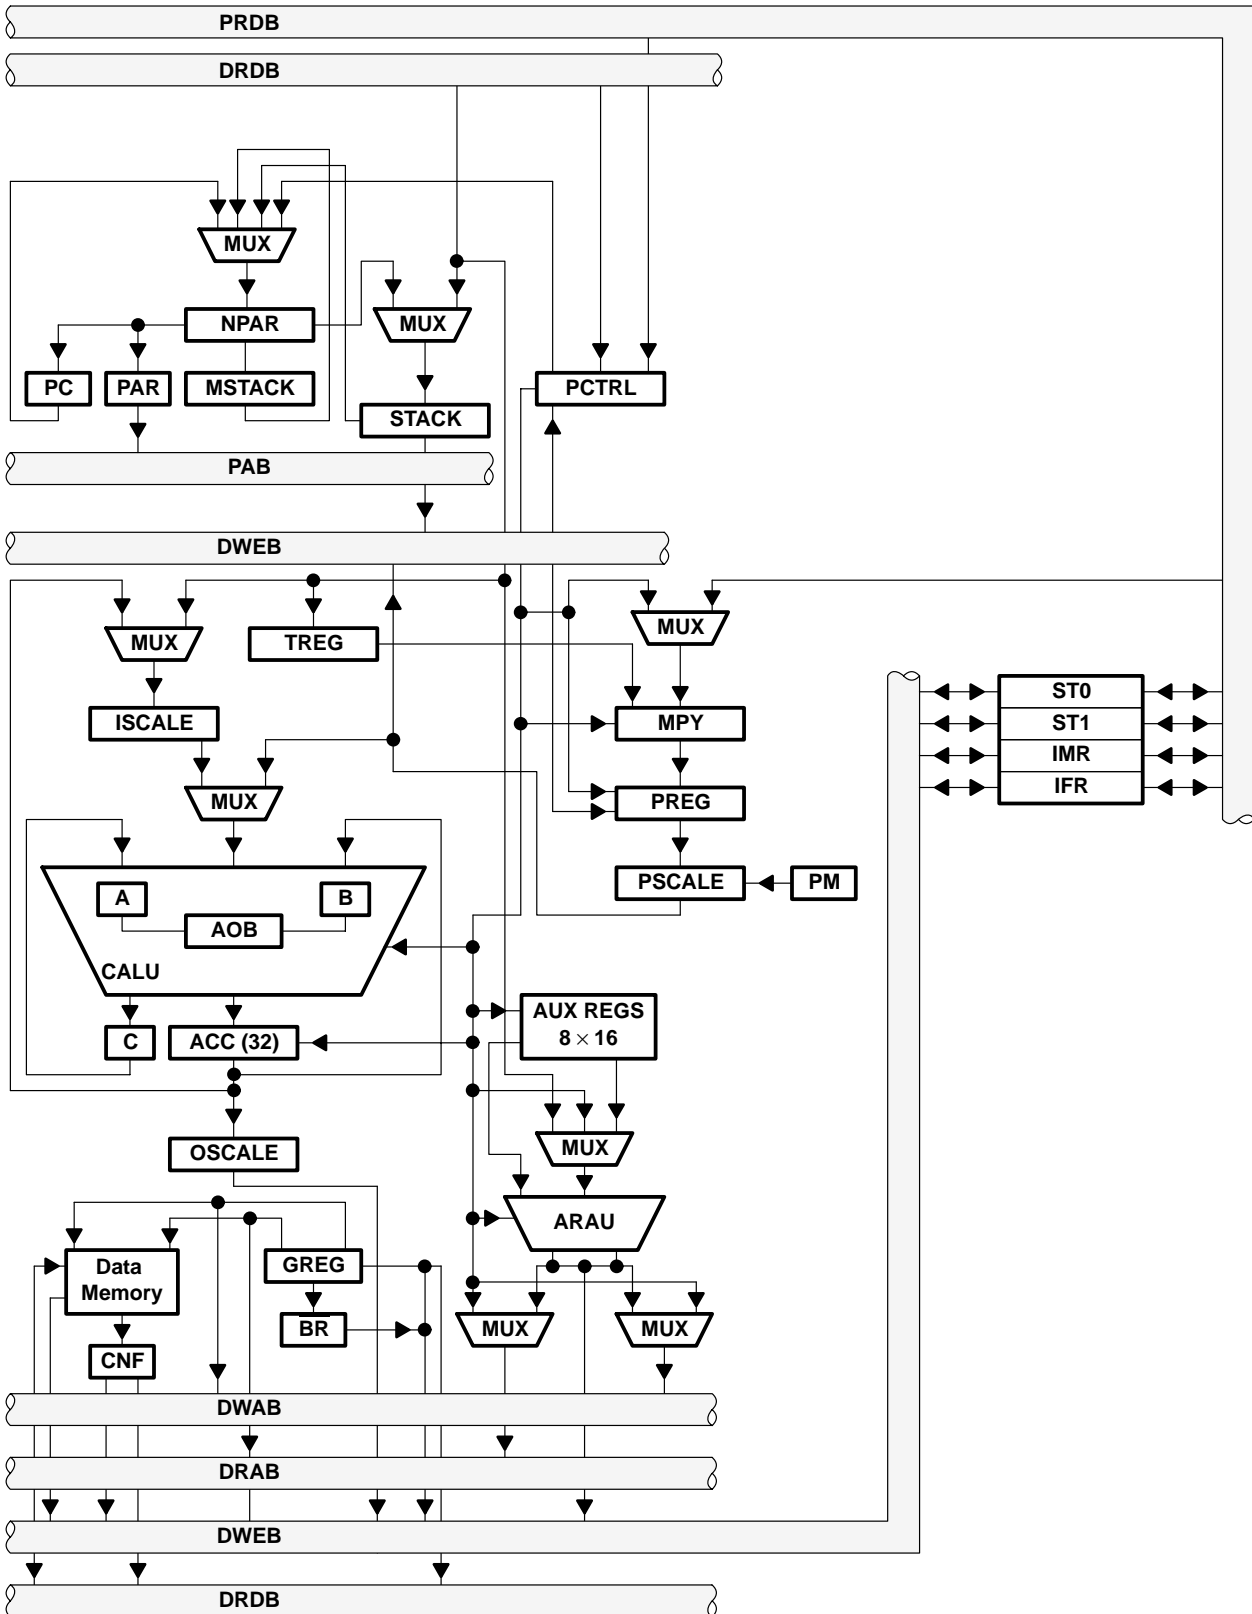 PRDB
DRDB
MUX
NPAR
MUX
PC
PAR
MSTACK
PCTRL
STACK
PAB
DWEB
MUX
TREG
MUX
ISCALE
MPY
ST0
ST1
IMR
IFR
MUX
PREG
A
B
AOB
PSCALE
PM
CALU
C
ACC (32)
AUX REGS
8 × 16
OSCALE
MUX
ARAU
Data
Memory
GREG
BR
MUX
MUX
CNF
DWAB
DRAB
DWEB
DRDB